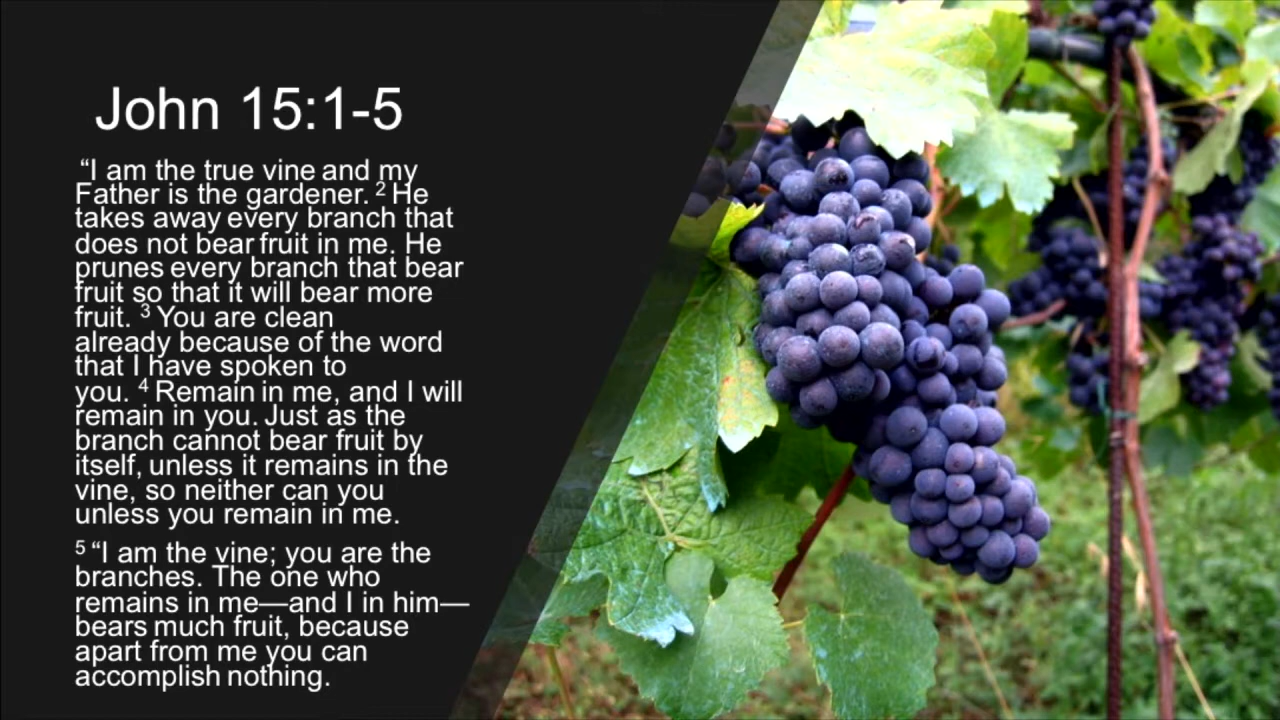 John 15:1-5
“I am the true vine and my
Father is the gardener. 2 He
takes away every branch that
does not bear fruit in me. He
prunes every branch that bear
fruit so that it will bear more
fruit. 3 You are clean
already because of the word
that I have spoken to
you. 4 Remain in me, and I will
remain in you. Just as the
branch cannot bear fruit by
itself, unless it remains in the
vine, so neither can you
unless you remain in me.
5 “I am the vine; you are the
branches. The one who
remains in me—and I in him—
bears much fruit, because
apart from me you can
accomplish nothing.